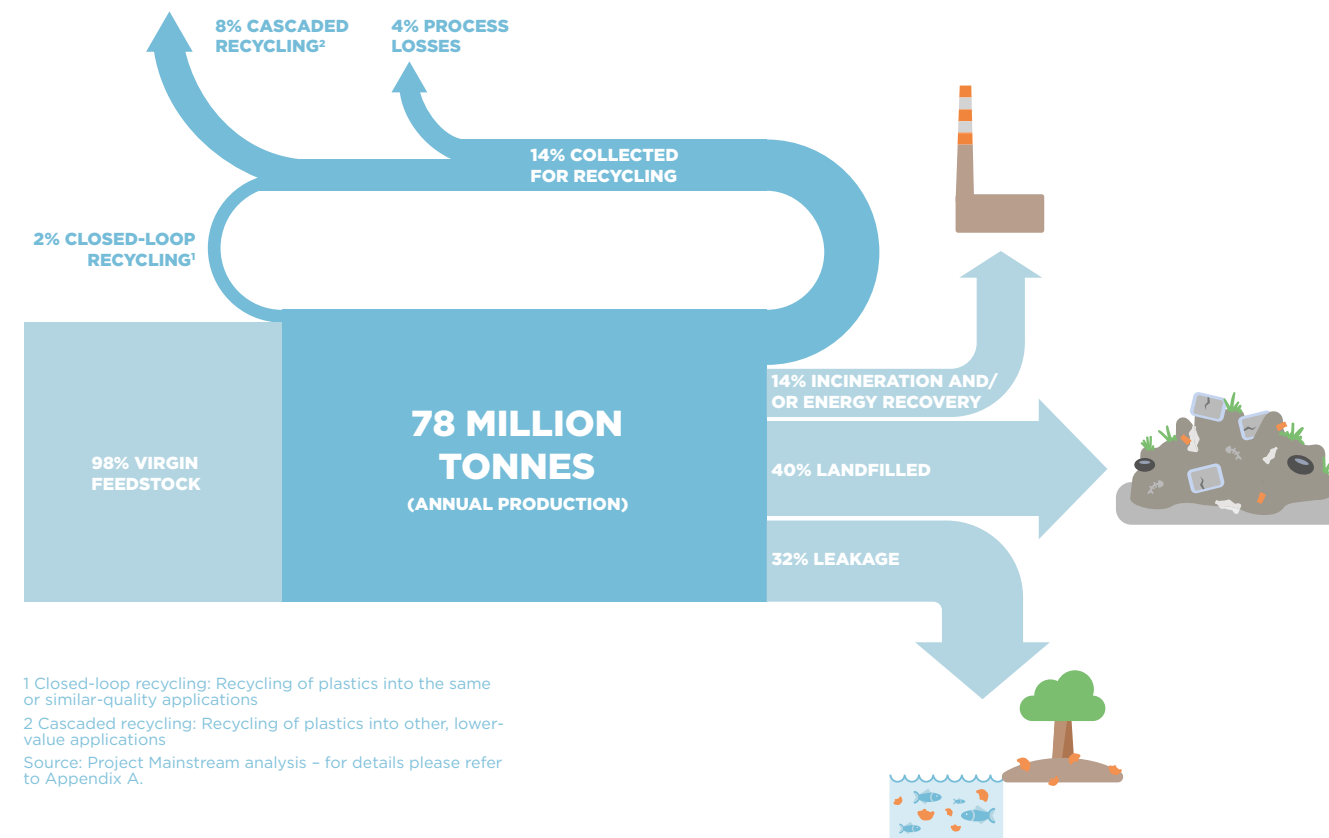 8% CASCADED
RECYCLING²
4% PROCESS
LOSSES
14% COLLECTED
FOR RECYCLING
2% CLOSED-LOOP
RECYCLING¹
14% INCINERATION AND/
OR ENERGY RECOVERY
78 MILLION
TONNES
(ANNUAL PRODUCTION)
98% VIRGIN
FEEDSTOCK
40% LANDFILLED
32% LEAKAGE
1 Closed-loop recycling: Recycling of plastics into the same
or similar-quality applications
2 Cascaded recycling: Recycling of plastics into other, lower-
value applications
Source: Project Mainstream analysis – for details please refer
to Appendix A.